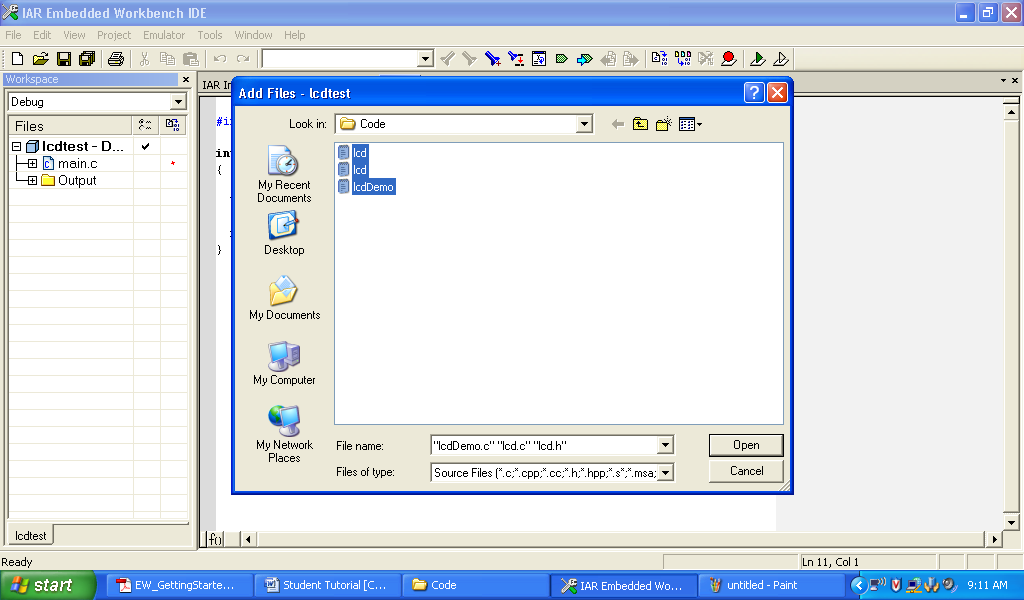 IAR Embedded Workbench IDE
File Edit View Project Emulator Tools Window Help
Workspace
Debug
Files
lcdtest - D...
main.c
Output
lcdtest
IAR In
{
}
Add Files - lcdtest
Look in: Code
My Recent
Documents
Desktop
My Documents
My Computer
My Network
Places
lcd
lcd
lcdDemo
File name: "lcdDemo.c" "lcd.c" "lcd.h"
Open
Files of type: Source Files (*.c;*.cpp;*.cc;*.h;*.hpp;*.s*;*.msa;
Cancel
f()
Ready
Ln 11, Col 1
start
EW_GettingStarte...
Student Tutorial [C...
Code
IAR Embedded Wo...
untitled - Paint
9:11 AM